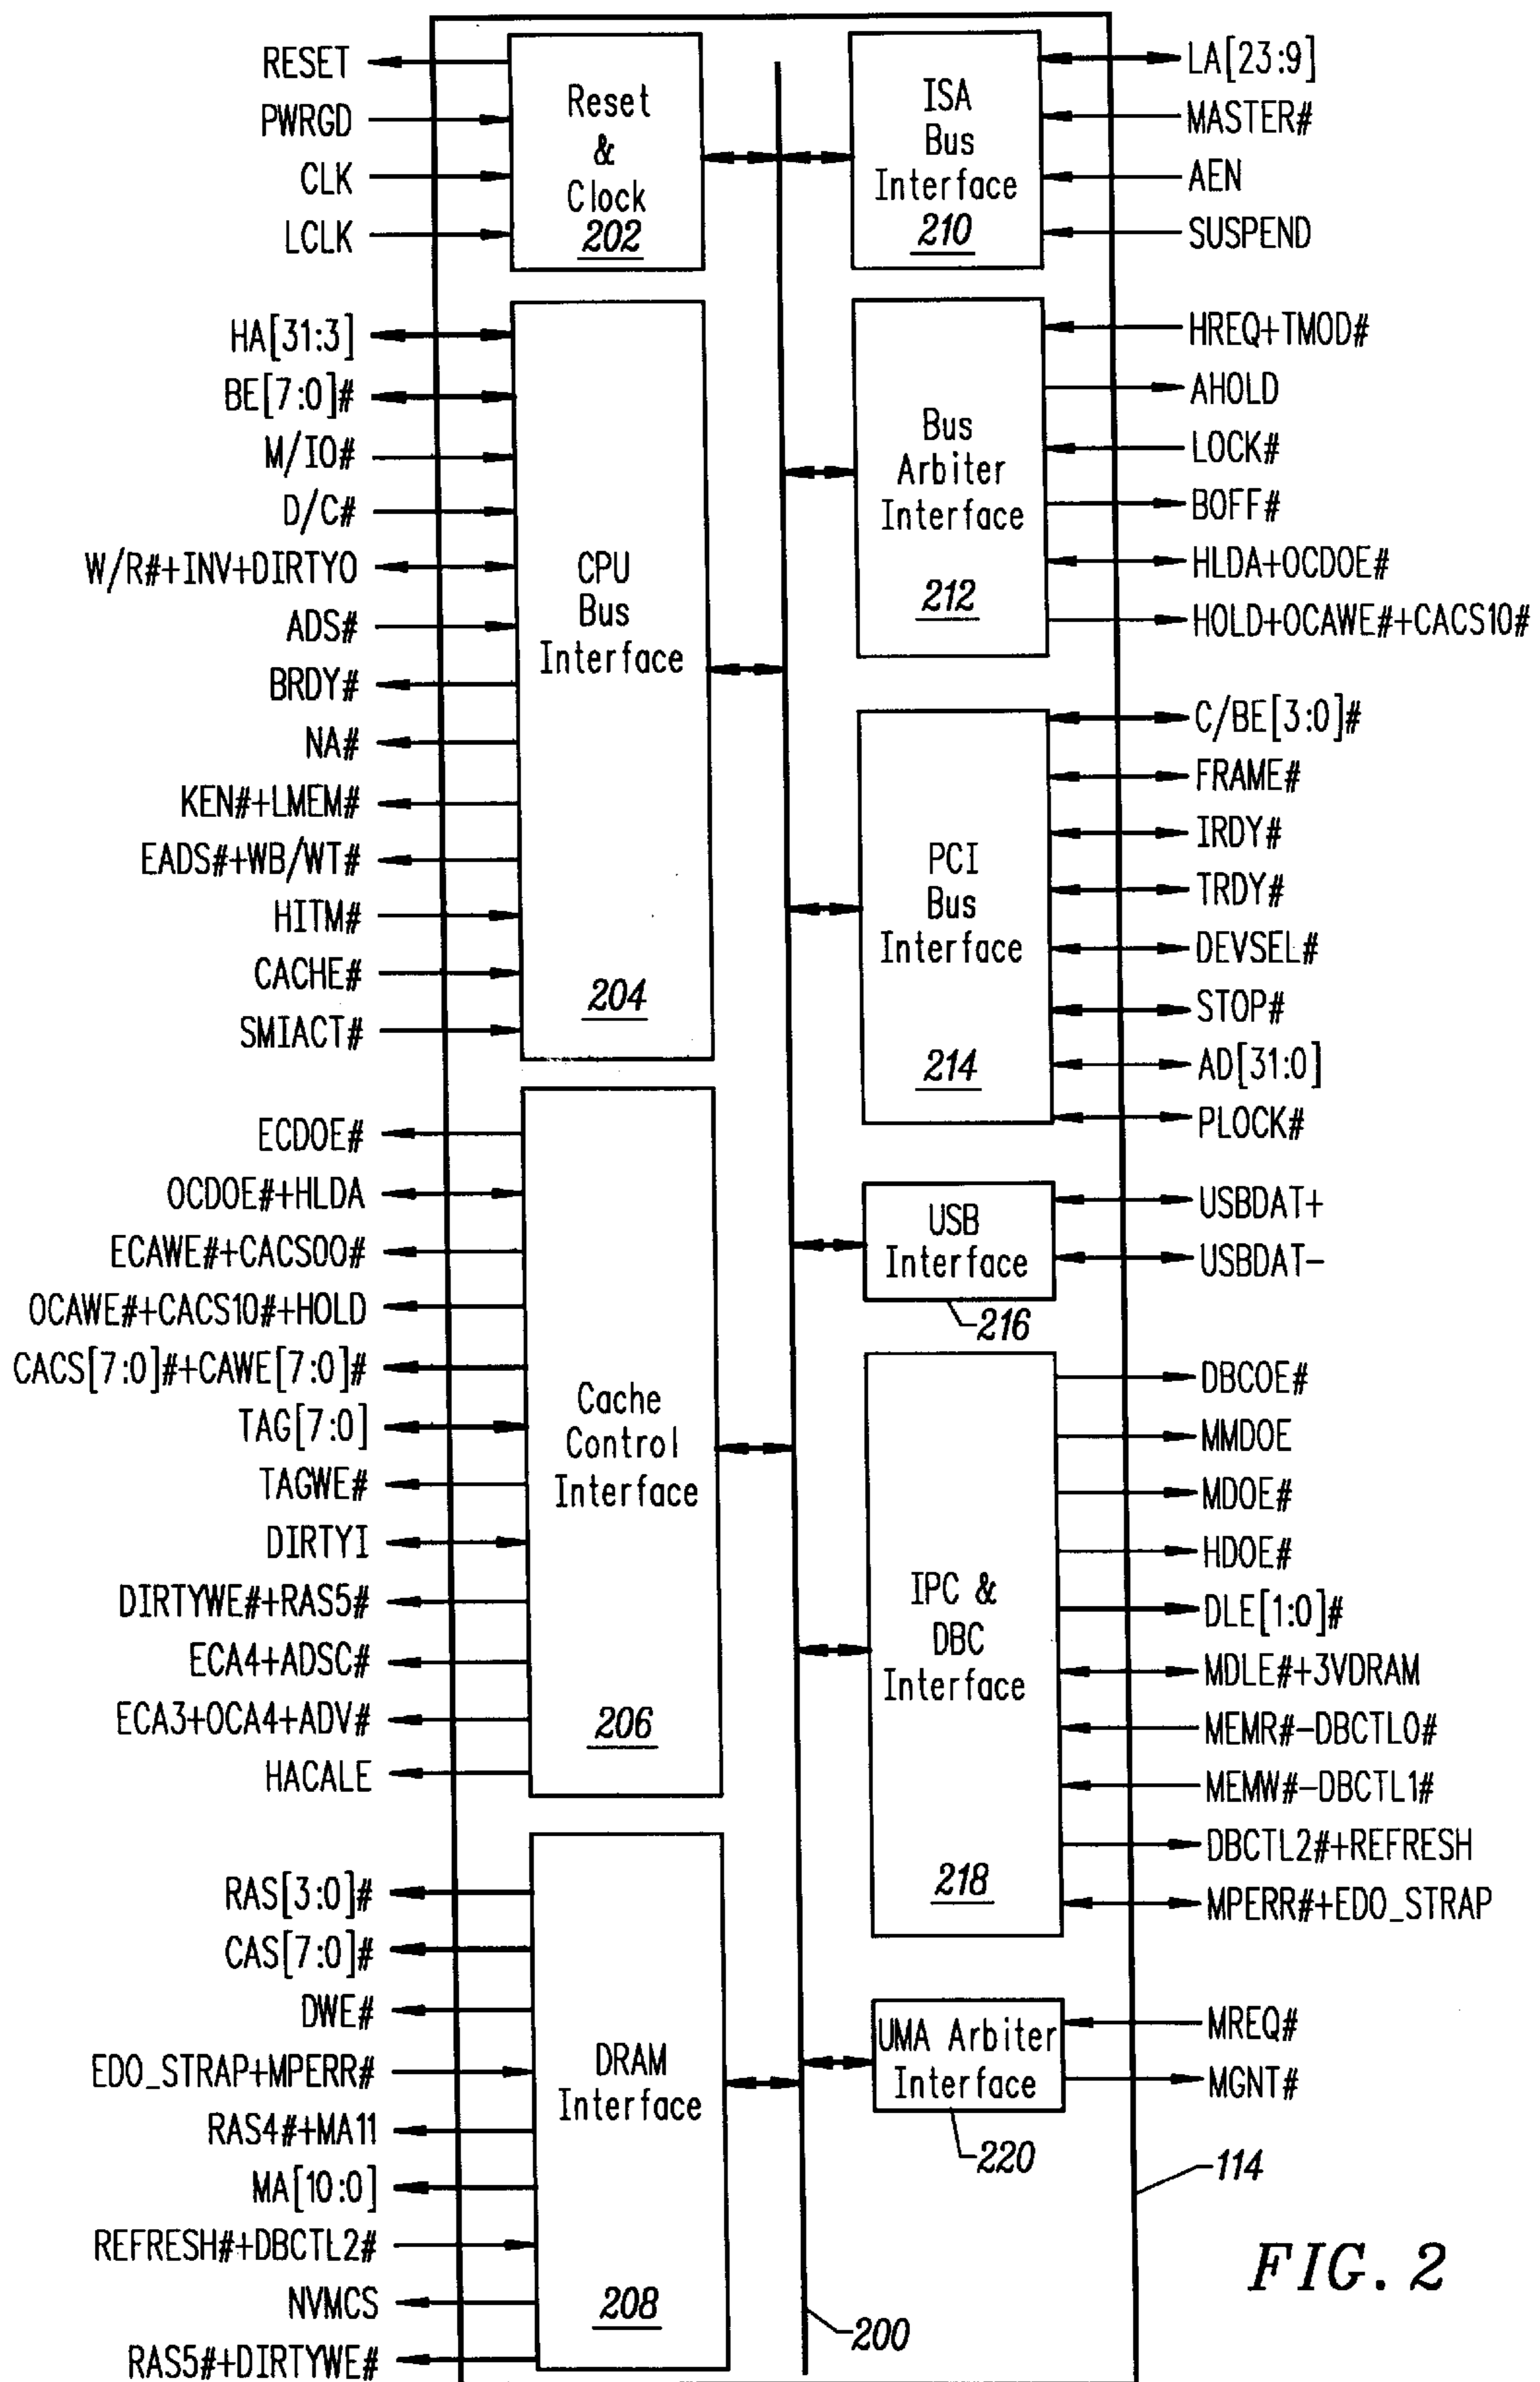 RESET
PWRGD
CLK
LCLK
Reset
&
Clock
202
HA[31:3]
BE[7:0]#
M/IO#
D/C#
W/R#+INV+DIRTYO
ADS#
BRDY#
NA#
KEN#+LMEM#
EADS#+WB/WT#
HITM#
CACHE#
SMIACT#
CPU
Bus
Interface
204
ECDOE#
OCDOE#+HLDA
ECAWE#+CACS00#
OCAWE#+CACS10#+HOLD
CACS[7:0]#+CAWE[7:0]#
TAG[7:0]
TAGWE#
DIRTYI
DIRTYWE#+RAS5#
ECA4+ADSC#
ECA3+OCA4+ADV#
HACALE
Cache
Control
Interface
206
RAS[3:0]#
CAS[7:0]#
DWE#
EDO_STRAP+MPERR#
RAS4#+MA11
MA[10:0]
REFRESH#+DBCTL2#
NVMCS
RAS5#+DIRTYWE#
DRAM
Interface
208
ISA
Bus
Interface
210
LA[23:9]
MASTER#
AEN
SUSPEND
Bus
Arbiter
Interface
212
HREQ+TMOD#
AHOLD
LOCK#
BOFF#
HLDA+OCDOE#
HOLD+OCAWE#+CACS10#
PCI
Bus
Interface
214
C/BE[3:0]#
FRAME#
IRDY#
TRDY#
DEVSEL#
STOP#
AD[31:0]
PLOCK#
USB
Interface
216
USBDAT+
USBDAT-
IPC &
DBC
Interface
218
DBCOE#
MMDOE
MDOE#
HDOE#
DLE[1:0]#
MDLE#+3VDRAM
MEMR#-DBCTL0#
MEMW#-DBCTL1#
DBCTL2#+REFRESH
MPERR#+EDO_STRAP
UMA Arbiter
Interface
220
MREQ#
MGNT#
114
200
FIG. 2